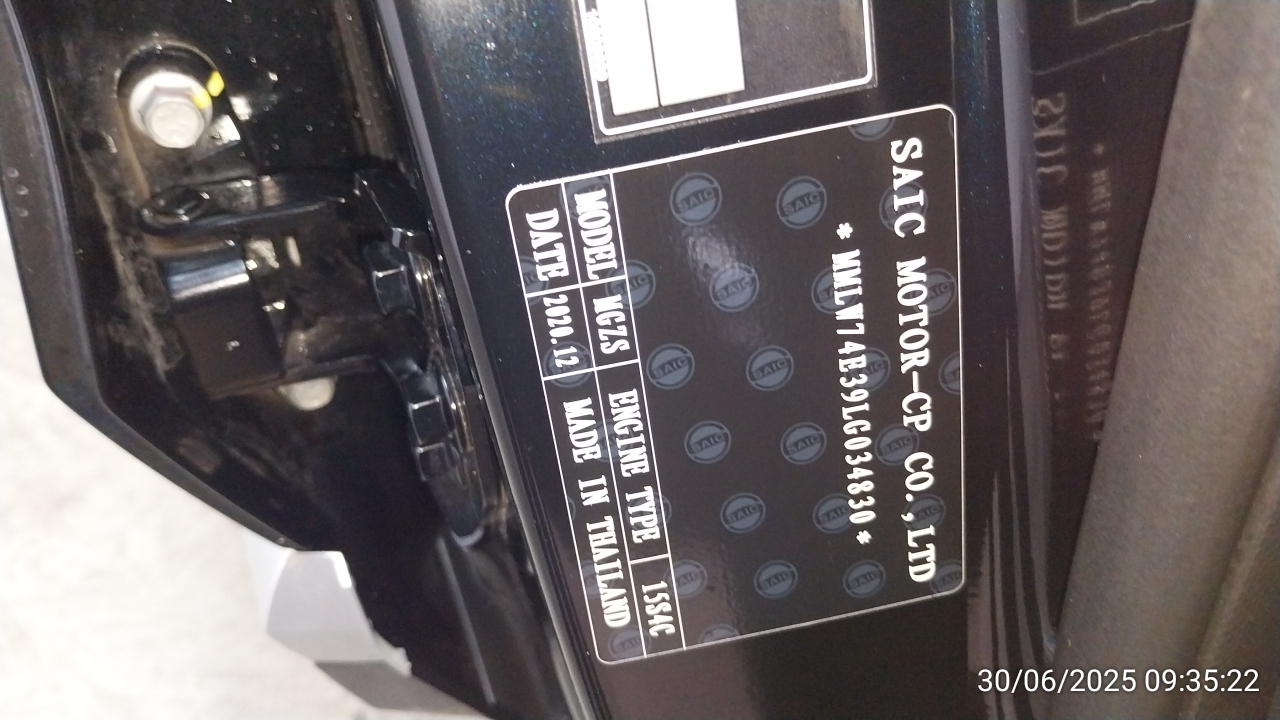 SAIC MOTOR-CP CO.,LTD
* MMLW74E39LG034830 *
MODEL MGZS ENGINE TYPE 15S4C
DATE 2020.12 MADE IN THAILAND
SAIC
30/06/2025 09:35:22